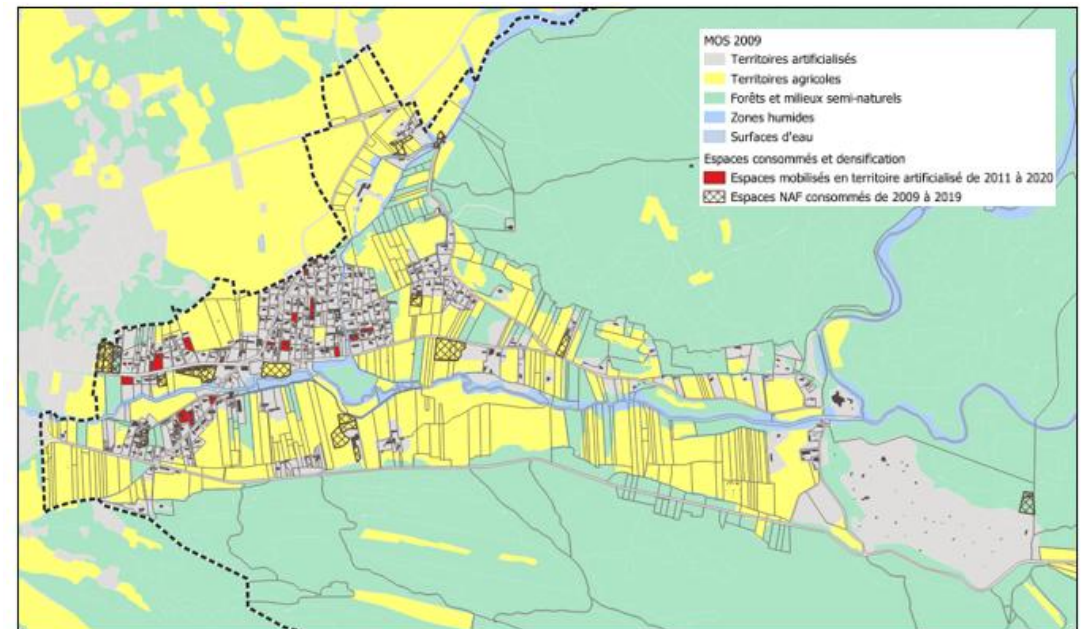 MOS 2009
Territoires artificialisés
Territoires agricoles
Forêts et milieux semi-naturels
Zones humides
Surfaces d'eau
Espaces consommés et densification
Espaces mobilisés en territoire artificialisé de 2011 à 2020
Espaces NAF consommés de 2009 à 2019